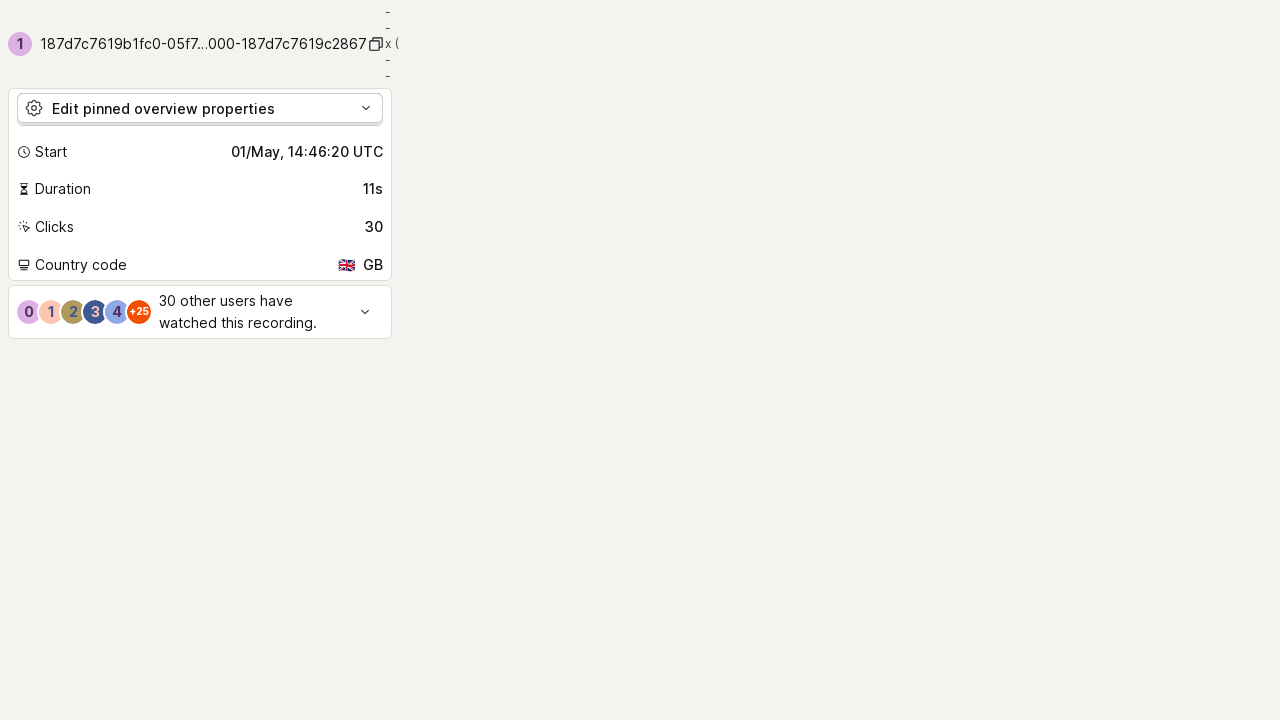 -
-
1 187d7c7619b1fc0-05f7…000-187d7c7619c2867 x (
-
-
Edit pinned overview properties
Start 01/May, 14:46:20 UTC
Duration 11s
Clicks 30
Country code 🇬🇧 GB
0 1 2 3 4 +25 30 other users have
watched this recording.